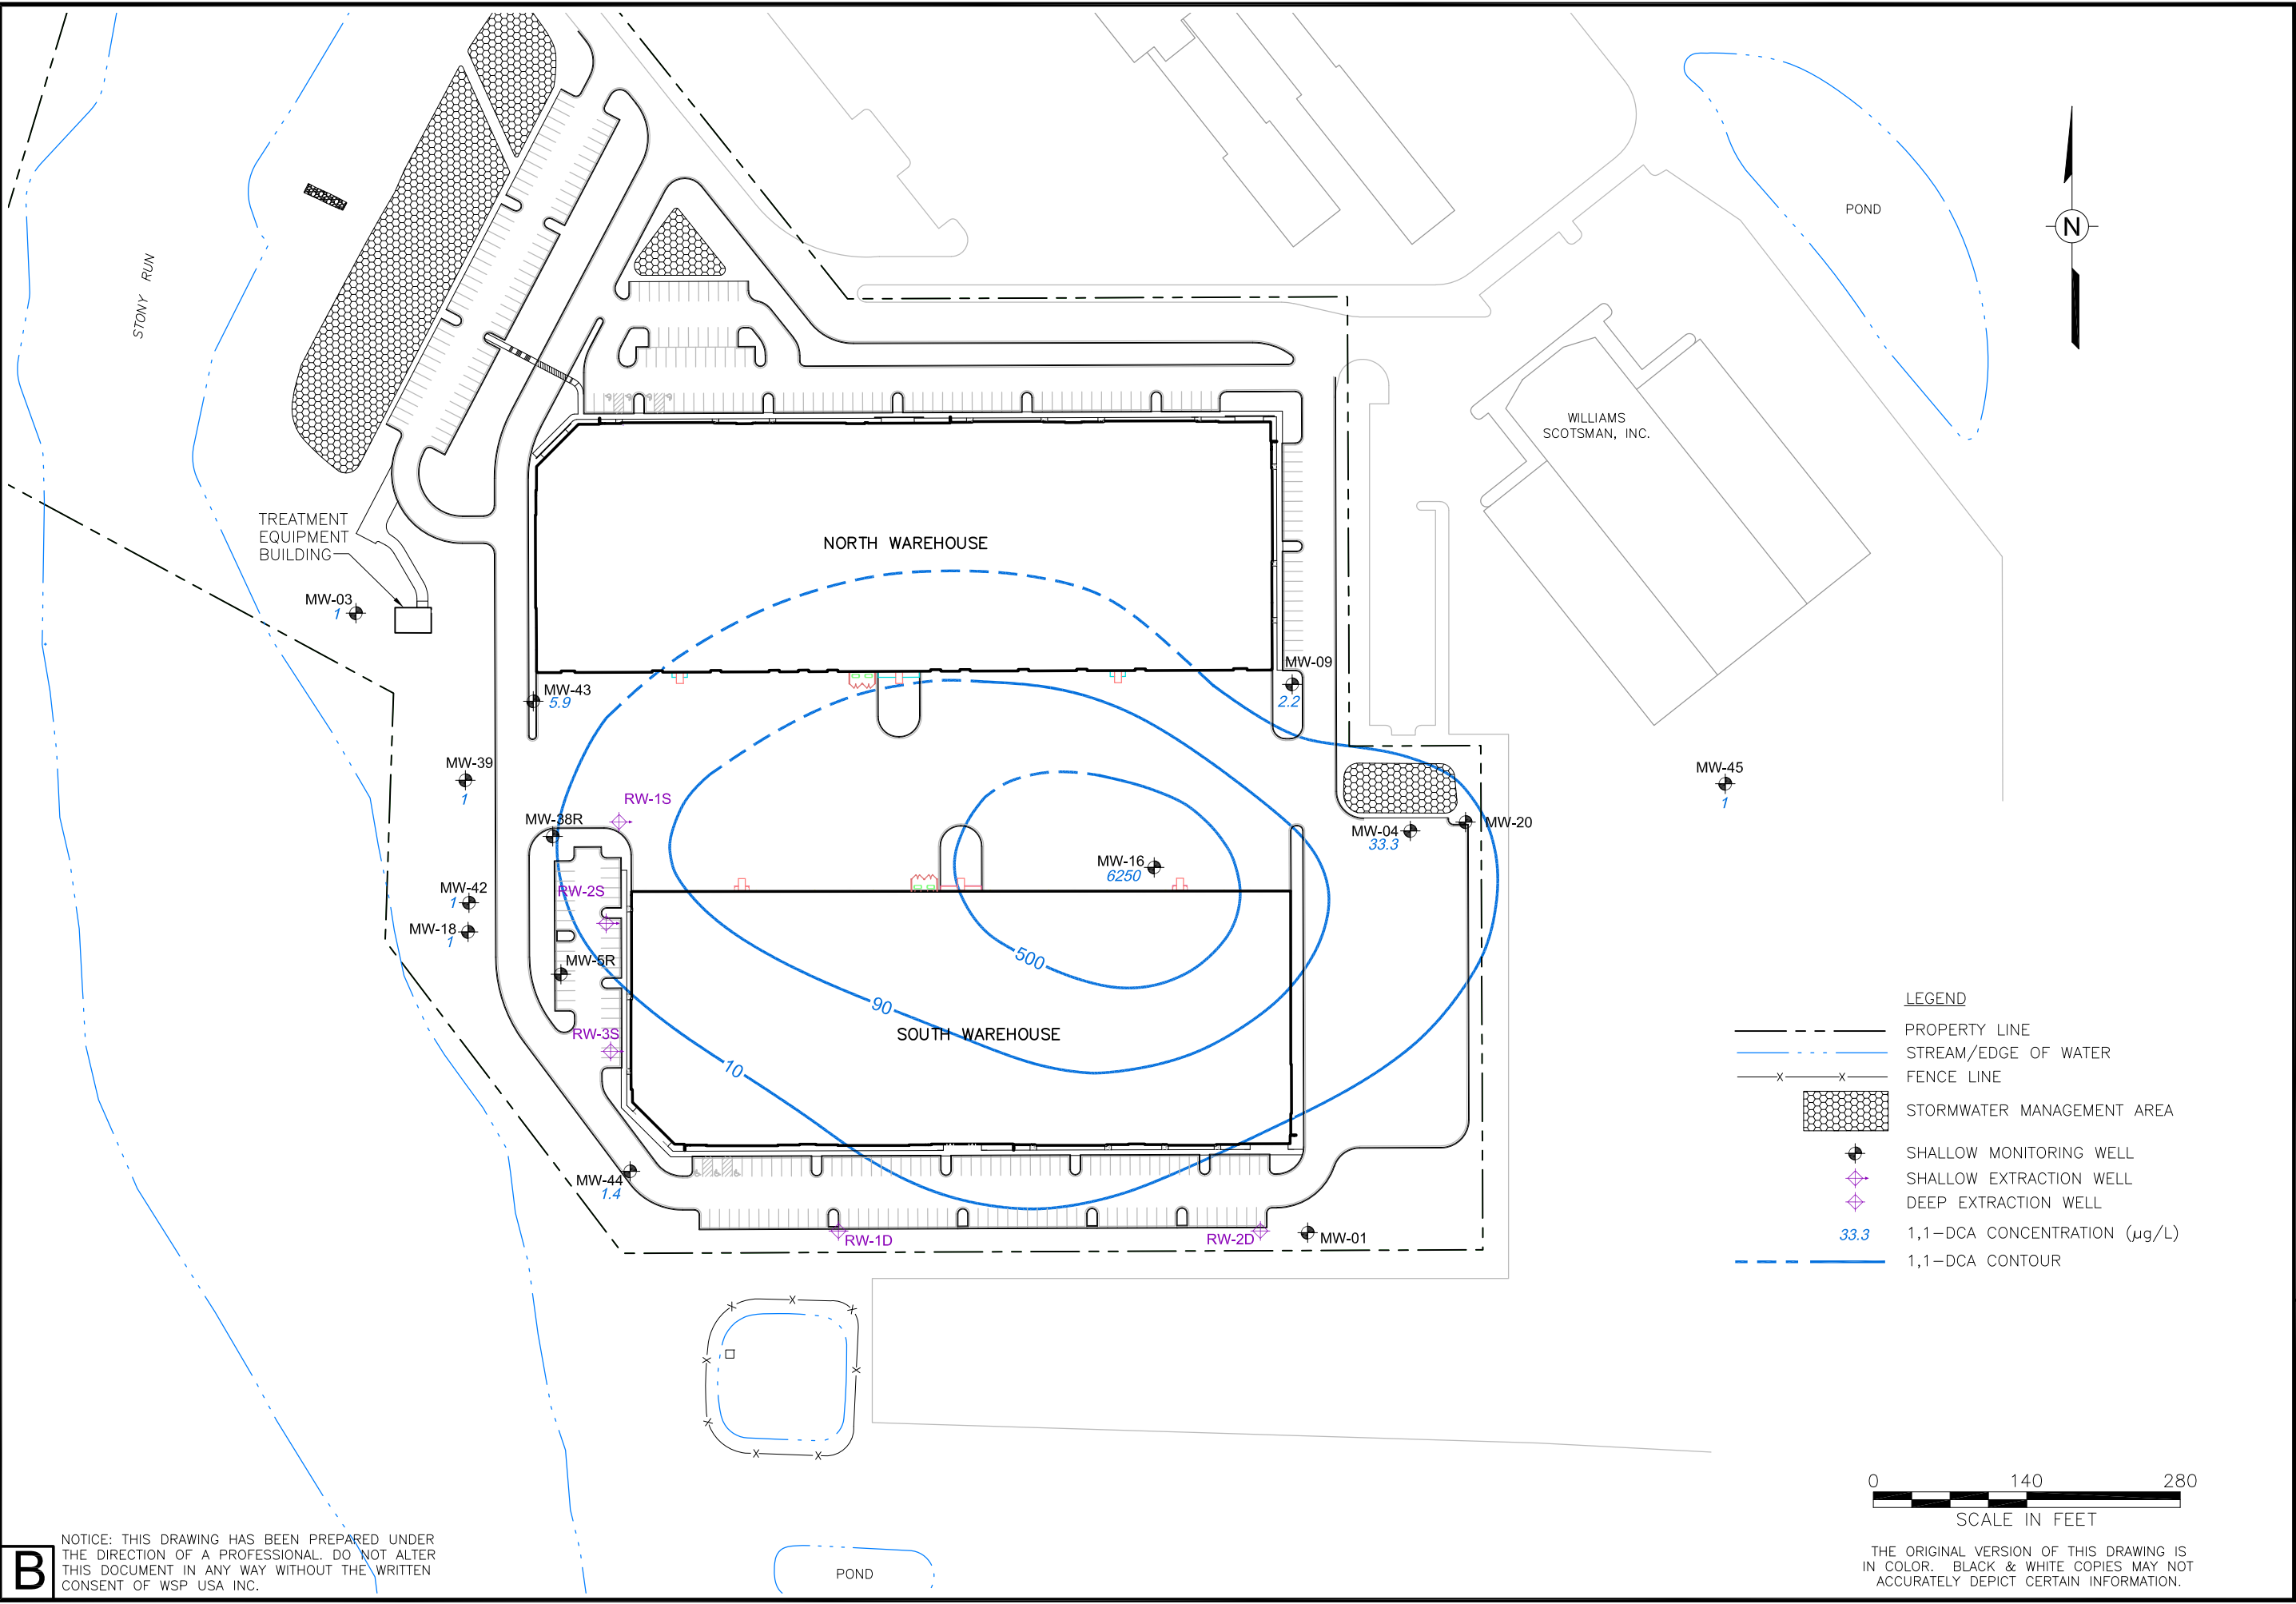 POND
N
STONY RUN
WILLIAMS
SCOTSMAN, INC.
TREATMENT
EQUIPMENT
BUILDING
NORTH WAREHOUSE
MW-03
1
MW-09
2.2
MW-43
5.9
MW-39
1
MW-45
1
RW-1S
MW-38R
MW-04
33.3
MW-20
MW-16
6250
MW-42
1
RW-2S
MW-18
1
MW-5R
500
90
SOUTH WAREHOUSE
RW-3S
10
MW-44
1.4
RW-1D
RW-2D
MW-01
LEGEND
PROPERTY LINE
STREAM/EDGE OF WATER
X X FENCE LINE
STORMWATER MANAGEMENT AREA
SHALLOW MONITORING WELL
SHALLOW EXTRACTION WELL
DEEP EXTRACTION WELL
33.3 1,1-DCA CONCENTRATION (µg/L)
1,1-DCA CONTOUR
X
X
X
X
X
X
X
X
0 140 280
SCALE IN FEET
THE ORIGINAL VERSION OF THIS DRAWING IS
IN COLOR. BLACK & WHITE COPIES MAY NOT
ACCURATELY DEPICT CERTAIN INFORMATION.
POND
B
NOTICE: THIS DRAWING HAS BEEN PREPARED UNDER
THE DIRECTION OF A PROFESSIONAL. DO NOT ALTER
THIS DOCUMENT IN ANY WAY WITHOUT THE WRITTEN
CONSENT OF WSP USA INC.